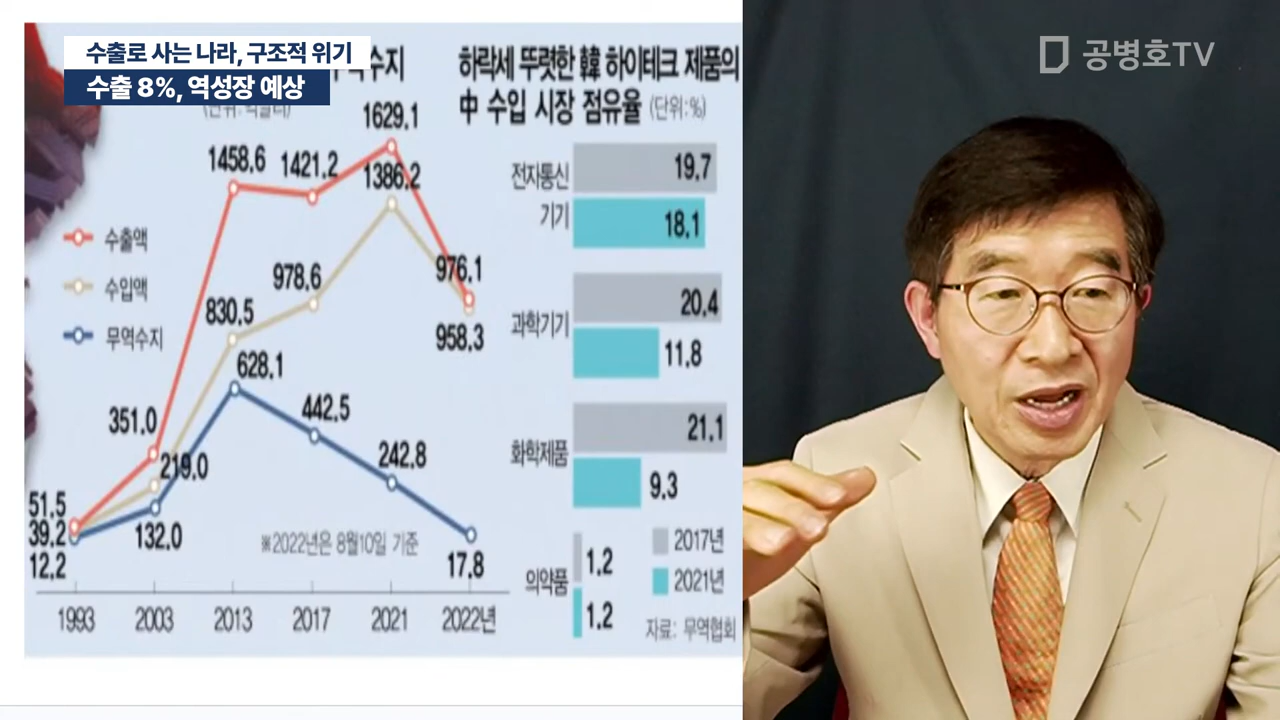 수출로 사는 나라, 구조적 위기
수출 8%, 역성장 예상
수지
공병호TV
하락세 뚜렷한 韓 하이테크 제품의
中 수입 시장 점유율 (단위:%)
수출액
수입액
무역수지
51.5
39.2
12.2
351.0
219.0
132.0
1458.6
830.5
628.1
1421.2
978.6
442.5
1629.1
1386.2
242.8
976.1
958.3
17.8
※2022년은 8월10일 기준
1993 2003 2013 2017 2021 2022년
전자통신
기기
19.7
18.1
과학기기
20.4
11.8
화학제품
21.1
9.3
의약품
1.2
1.2
2017년
2021년
자료: 무역협회